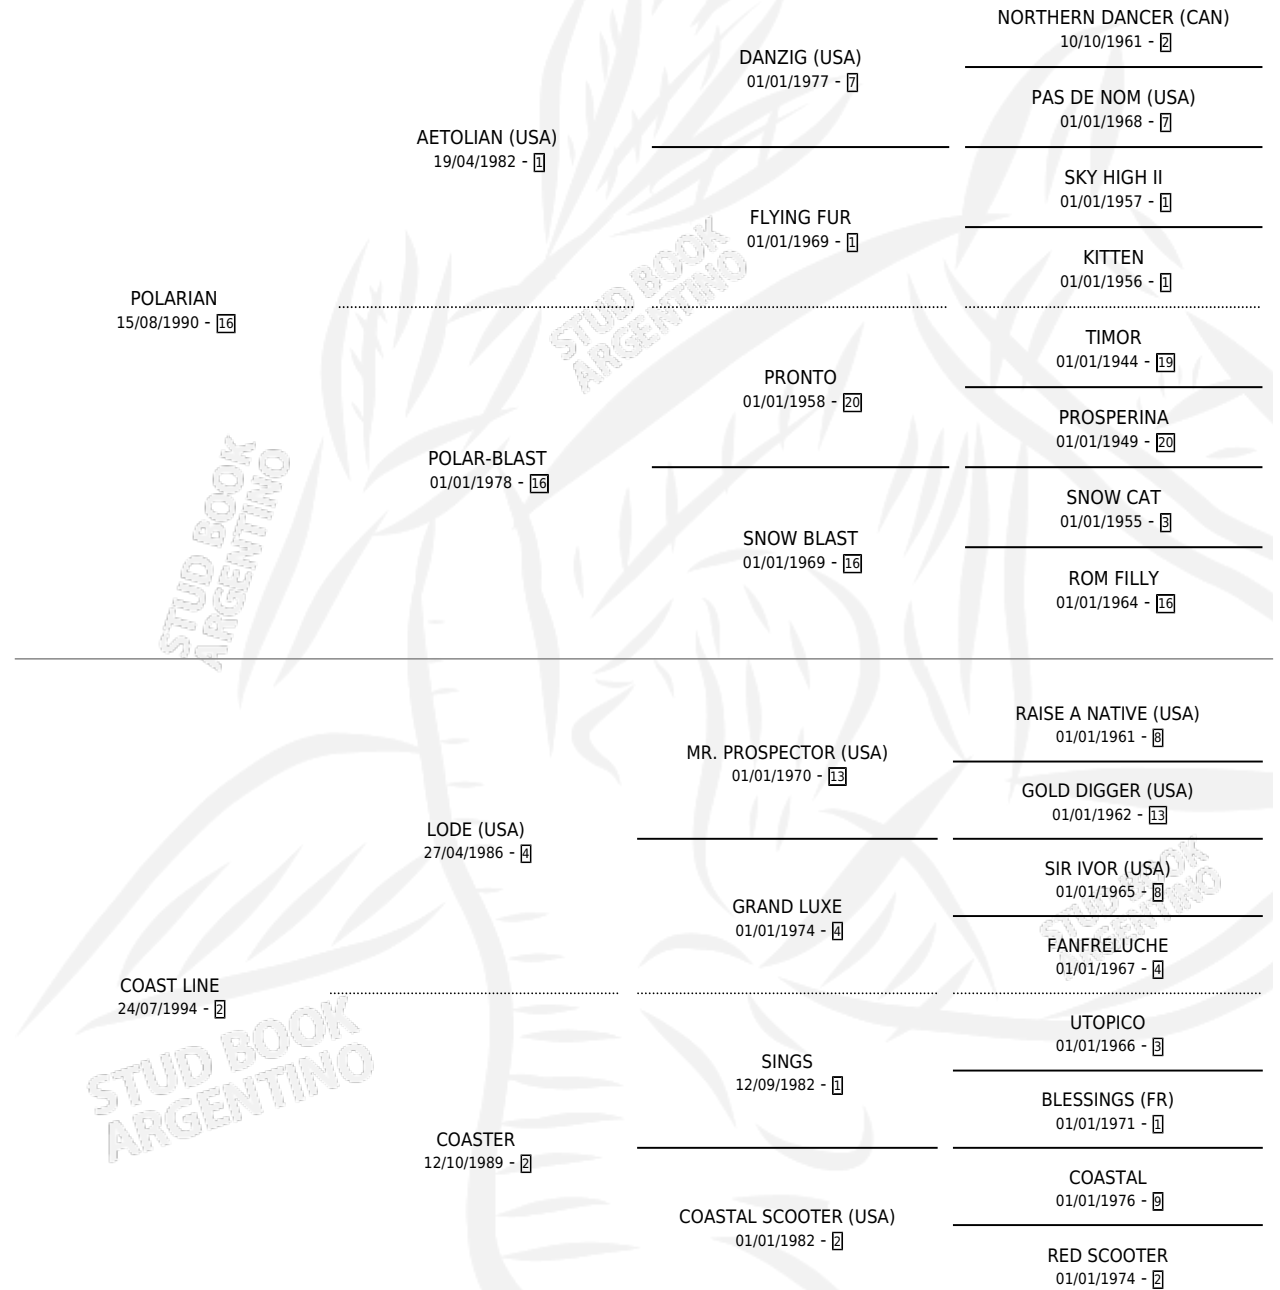 NORTHERN DANCER (CAN)
10/10/1961 - 2
DANZIG (USA)
01/01/1977 - 7
PAS DE NOM (USA)
01/01/1968 - 7
AETOLIAN (USA)
19/04/1982 - 1
SKY HIGH II
01/01/1957 - 1
FLYING FUR
01/01/1969 - 1
KITTEN
01/01/1956 - 1
POLARIAN
15/08/1990 - 16
TIMOR
01/01/1944 - 19
PRONTO
01/01/1958 - 20
PROSPERINA
01/01/1949 - 20
POLAR-BLAST
01/01/1978 - 16
SNOW CAT
01/01/1955 - 3
SNOW BLAST
01/01/1969 - 16
ROM FILLY
01/01/1964 - 16
RAISE A NATIVE (USA)
01/01/1961 - 8
MR. PROSPECTOR (USA)
01/01/1970 - 13
GOLD DIGGER (USA)
01/01/1962 - 13
LODE (USA)
27/04/1986 - 4
SIR IVOR (USA)
01/01/1965 - 8
GRAND LUXE
01/01/1974 - 4
FANFRELUCHE
01/01/1967 - 4
COAST LINE
24/07/1994 - 2
UTOPICO
01/01/1966 - 3
SINGS
12/09/1982 - 1
BLESSINGS (FR)
01/01/1971 - 1
COASTER
12/10/1989 - 2
COASTAL
01/01/1976 - 9
COASTAL SCOOTER (USA)
01/01/1982 - 2
RED SCOOTER
01/01/1974 - 2
STUD BOOK
ARGENTINO
STUD BOOK
ARGENTINO
STUD BOOK
ARGENTINO
STUD BOOK
ARGENTINO